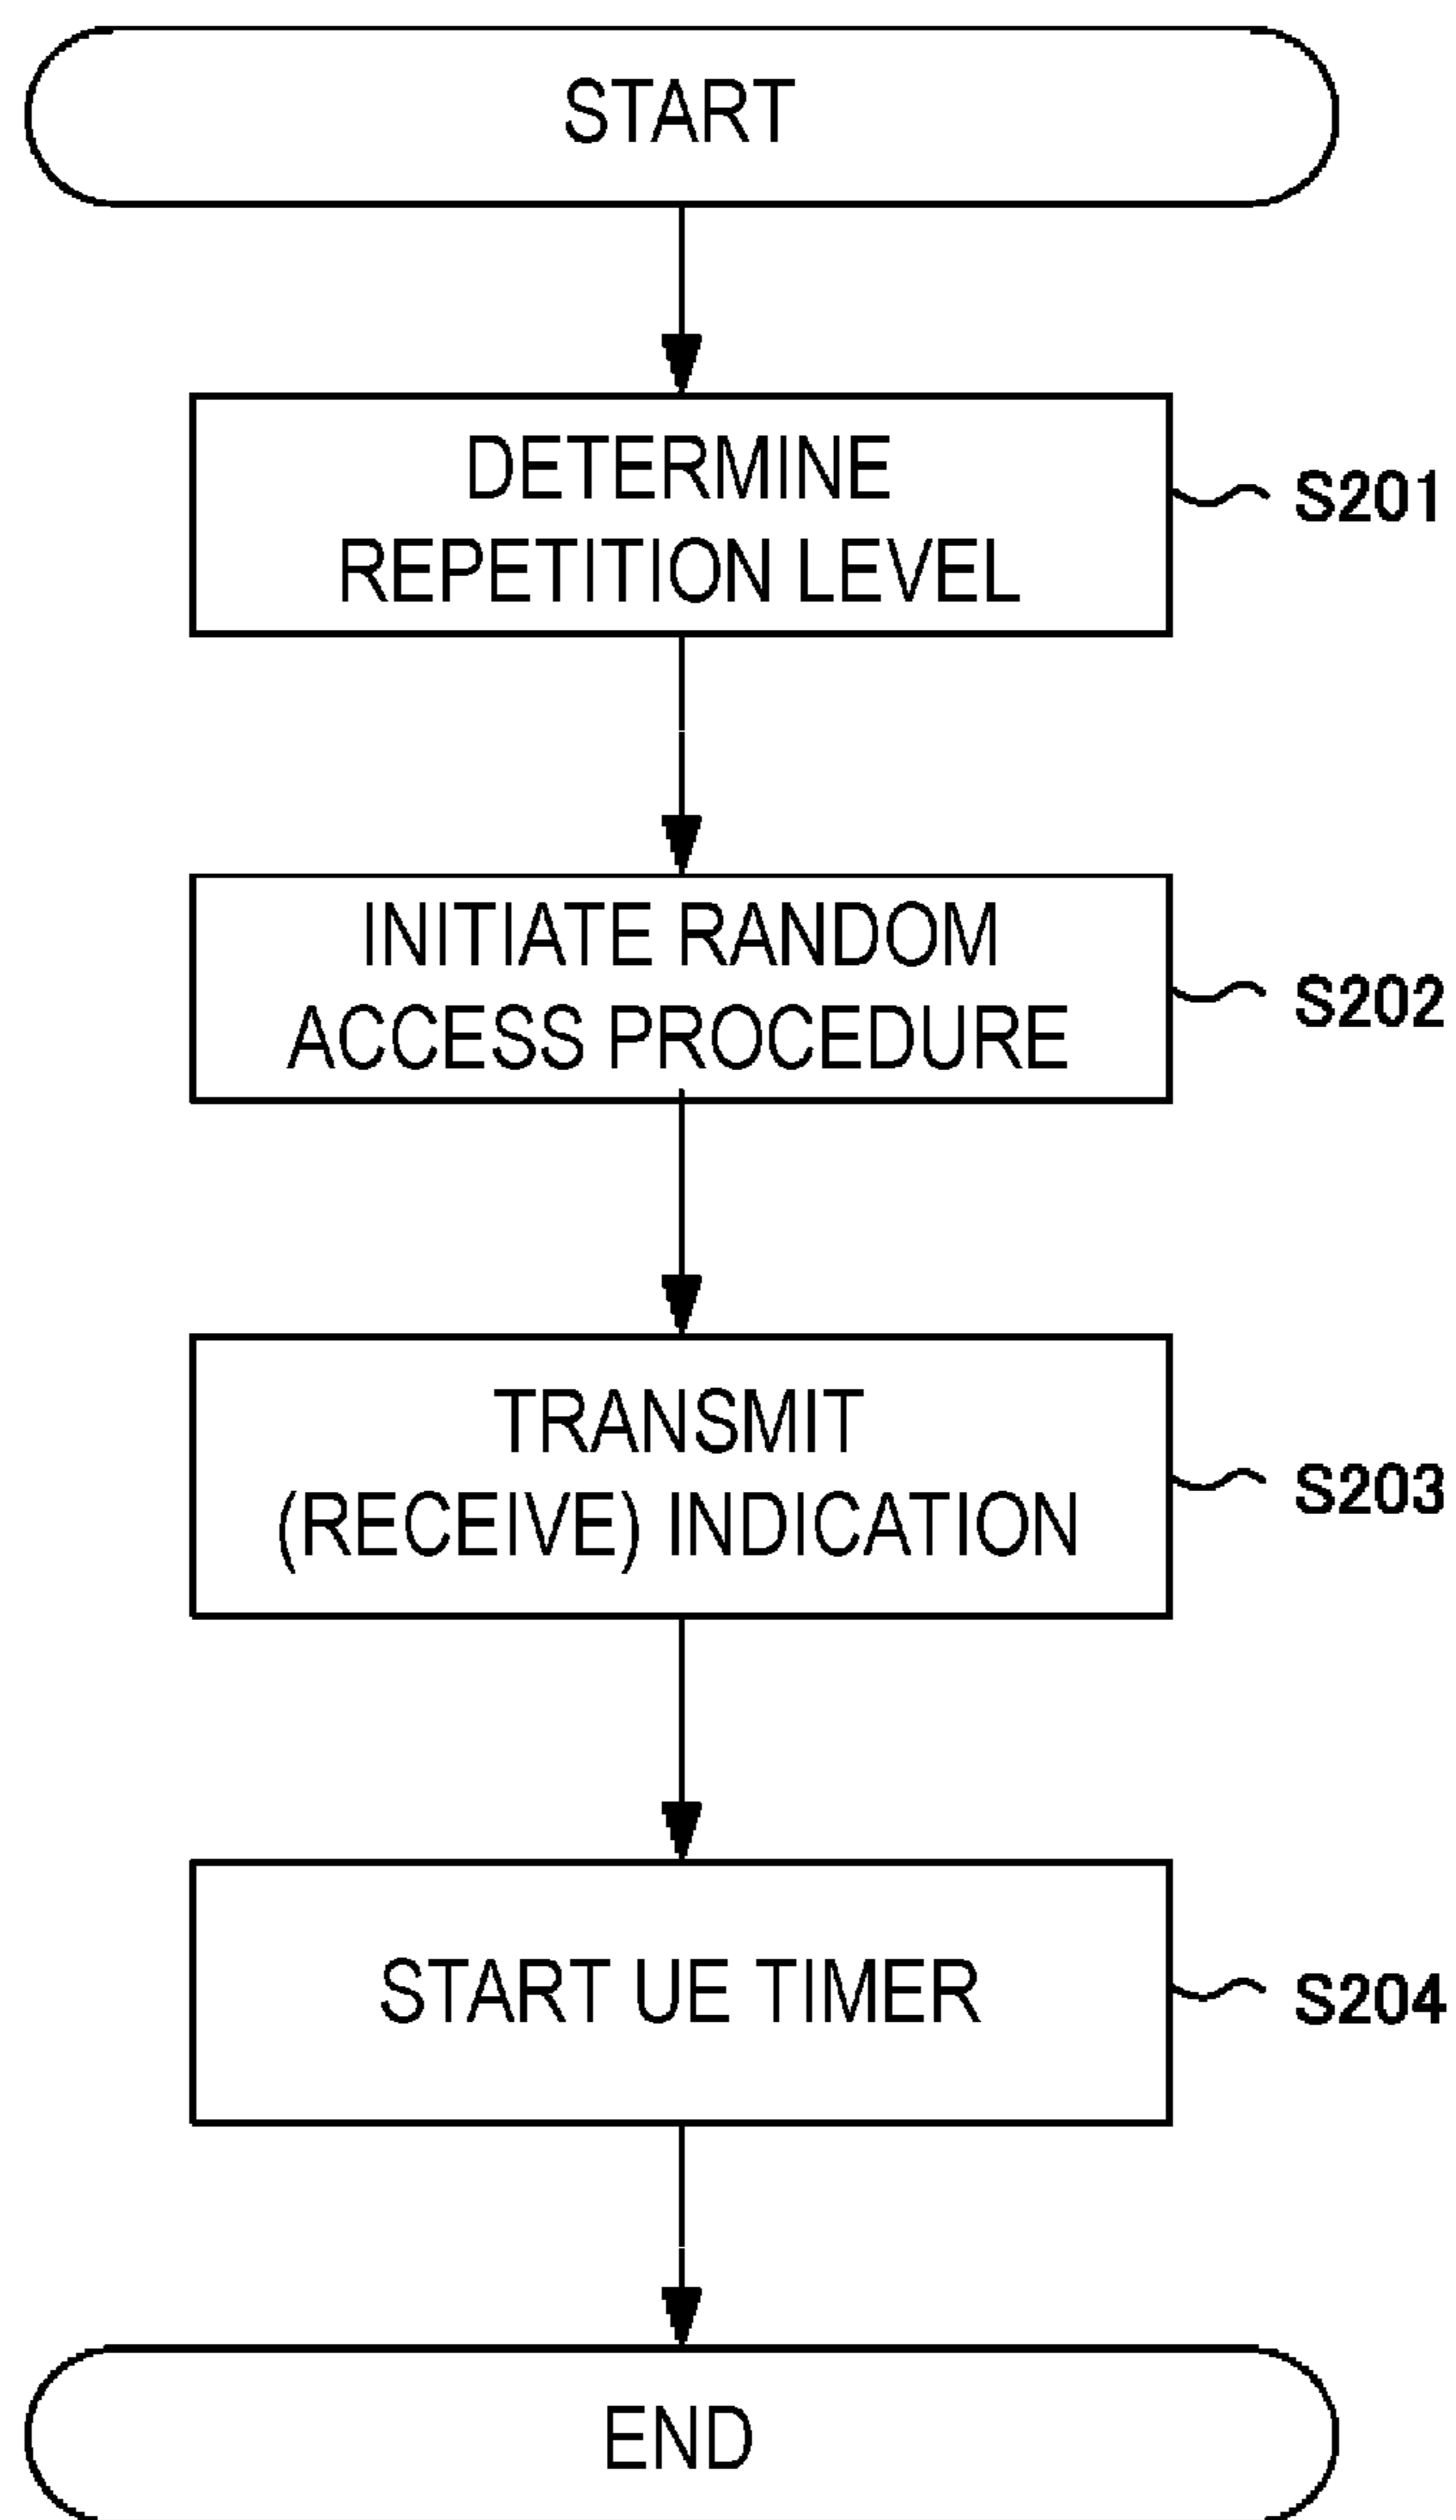 START
DETERMINE
REPETITION LEVEL
S201
INITIATE RANDOM
ACCESS PROCEDURE
S202
TRANSMIT
(RECEIVE) INDICATION
S203
START UE TIMER
S204
END